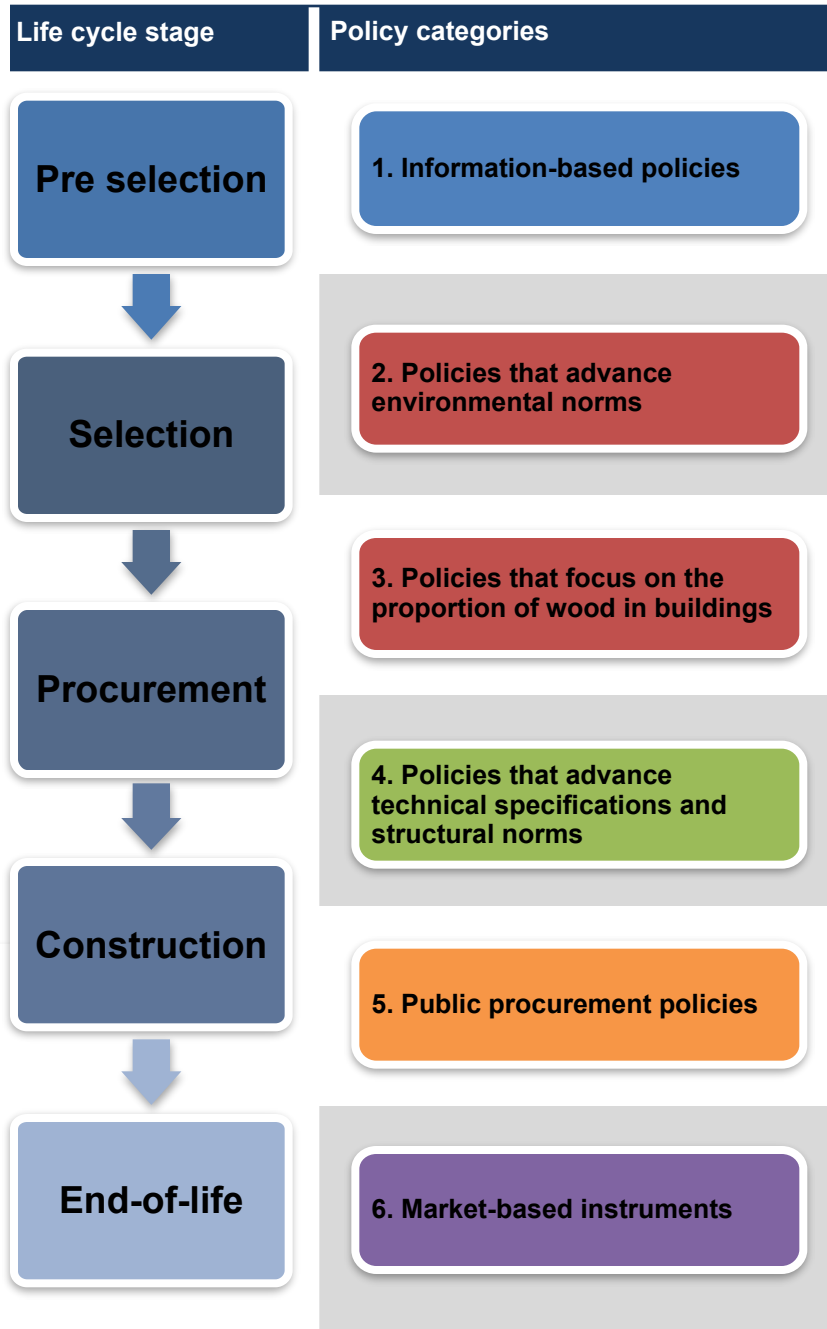 Life cycle stage
Policy categories
Pre selection
1. Information-based policies
Selection
2. Policies that advance
environmental norms
Procurement
3. Policies that focus on the
proportion of wood in buildings
4. Policies that advance
technical specifications and
structural norms
Construction
5. Public procurement policies
End-of-life
6. Market-based instruments